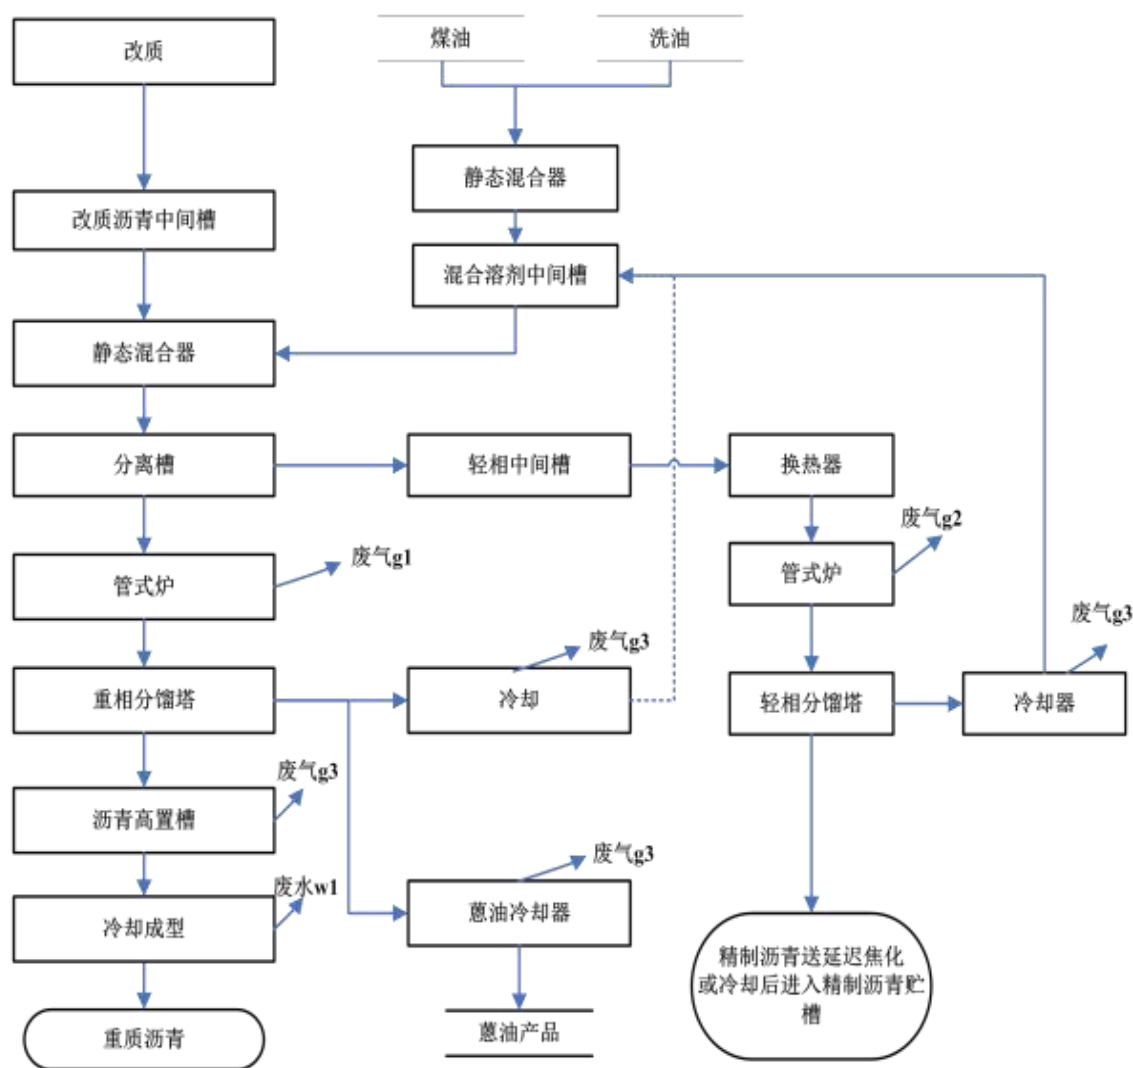 改质
煤油
洗油
静态混合器
改质沥青中间槽
混合溶剂中间槽
静态混合器
分离槽
轻相中间槽
换热器
废气g2
废气g1
管式炉
管式炉
废气g3
废气g3
重相分馏塔
冷却
轻相分馏塔
冷却器
废气g3
沥青高置槽
废气g3
废水w1
冷却成型
蒽油冷却器
精制沥青送延迟焦化
或冷却后进入精制沥青贮
槽
重质沥青
蒽油产品